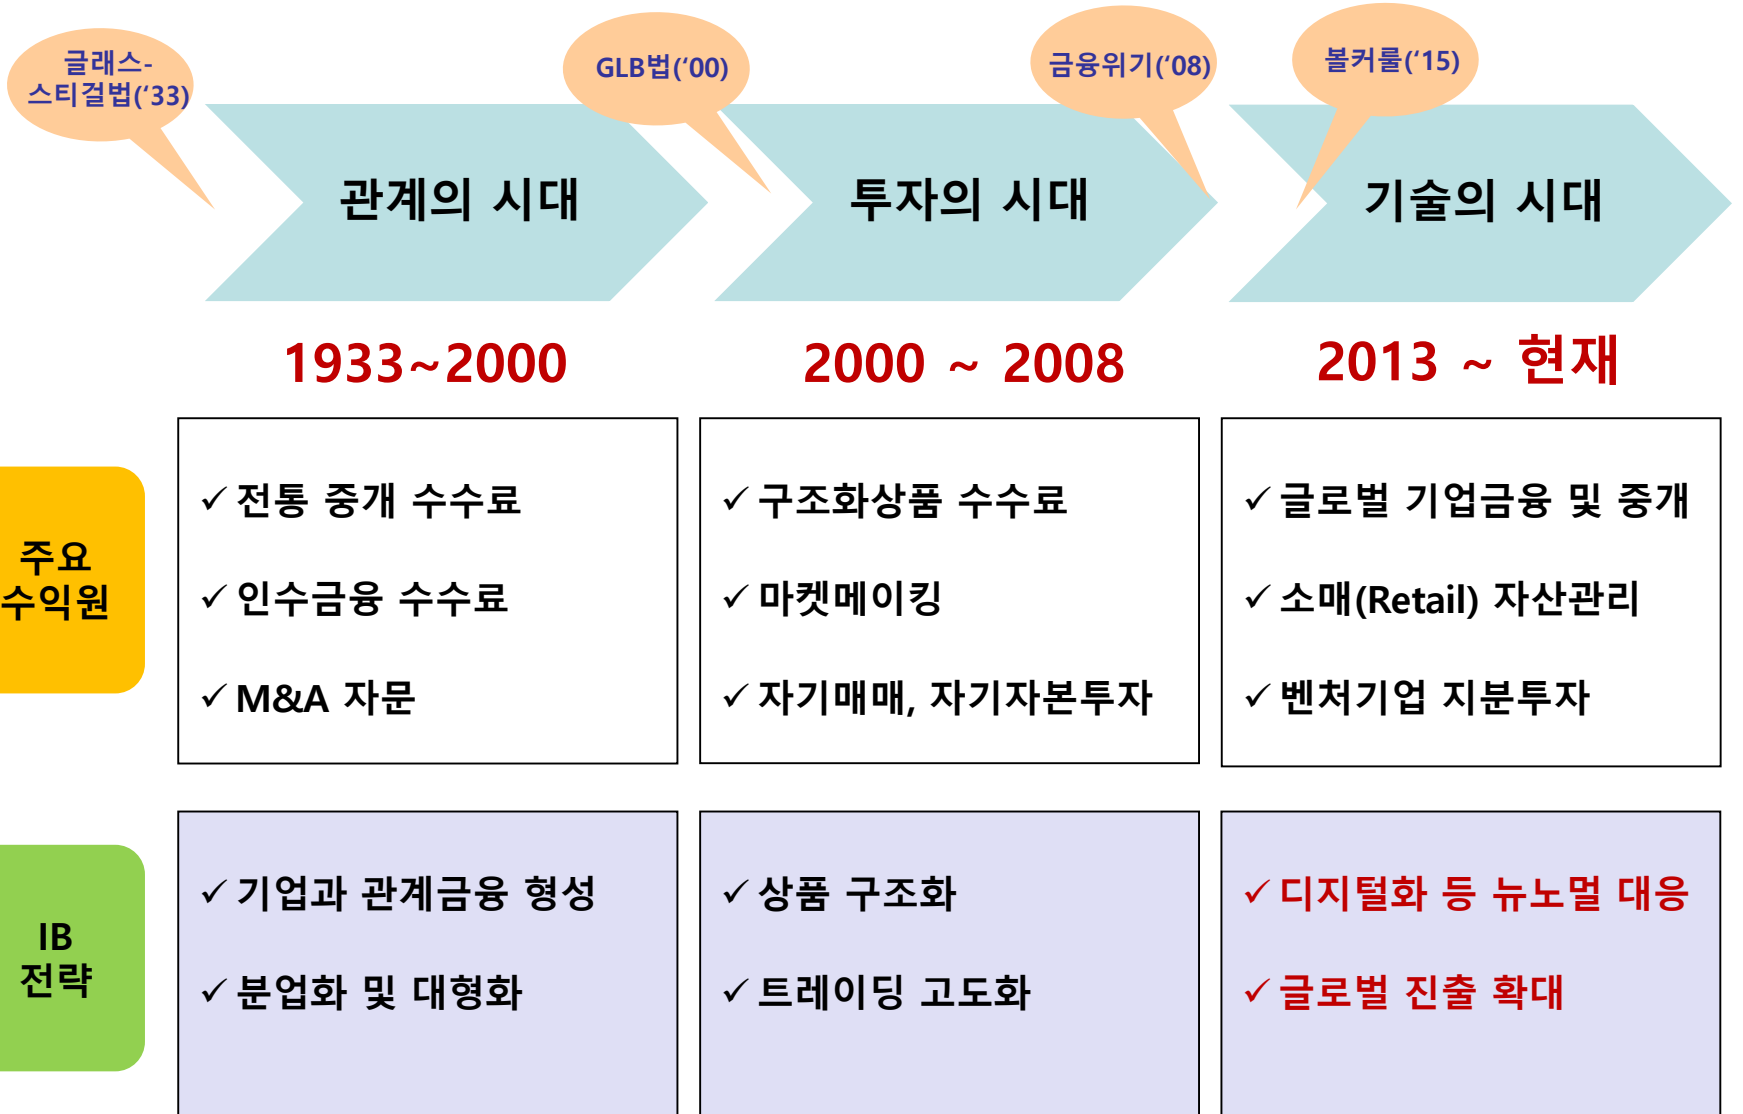 글래스-
스티걸법(‘33)
GLB법(‘00)
금융위기(‘08)
볼커룰(‘15)
관계의 시대
투자의 시대
기술의 시대
1933~2000
2000 ~ 2008
2013 ~ 현재
주요
수익원
✓ 전통 중개 수수료
✓ 인수금융 수수료
✓ M&A 자문
✓ 구조화상품 수수료
✓ 마켓메이킹
✓ 자기매매, 자기자본투자
✓ 글로벌 기업금융 및 중개
✓ 소매(Retail) 자산관리
✓ 벤처기업 지분투자
IB
전략
✓ 기업과 관계금융 형성
✓ 분업화 및 대형화
✓ 상품 구조화
✓ 트레이딩 고도화
✓ 디지털화 등 뉴노멀 대응
✓ 글로벌 진출 확대